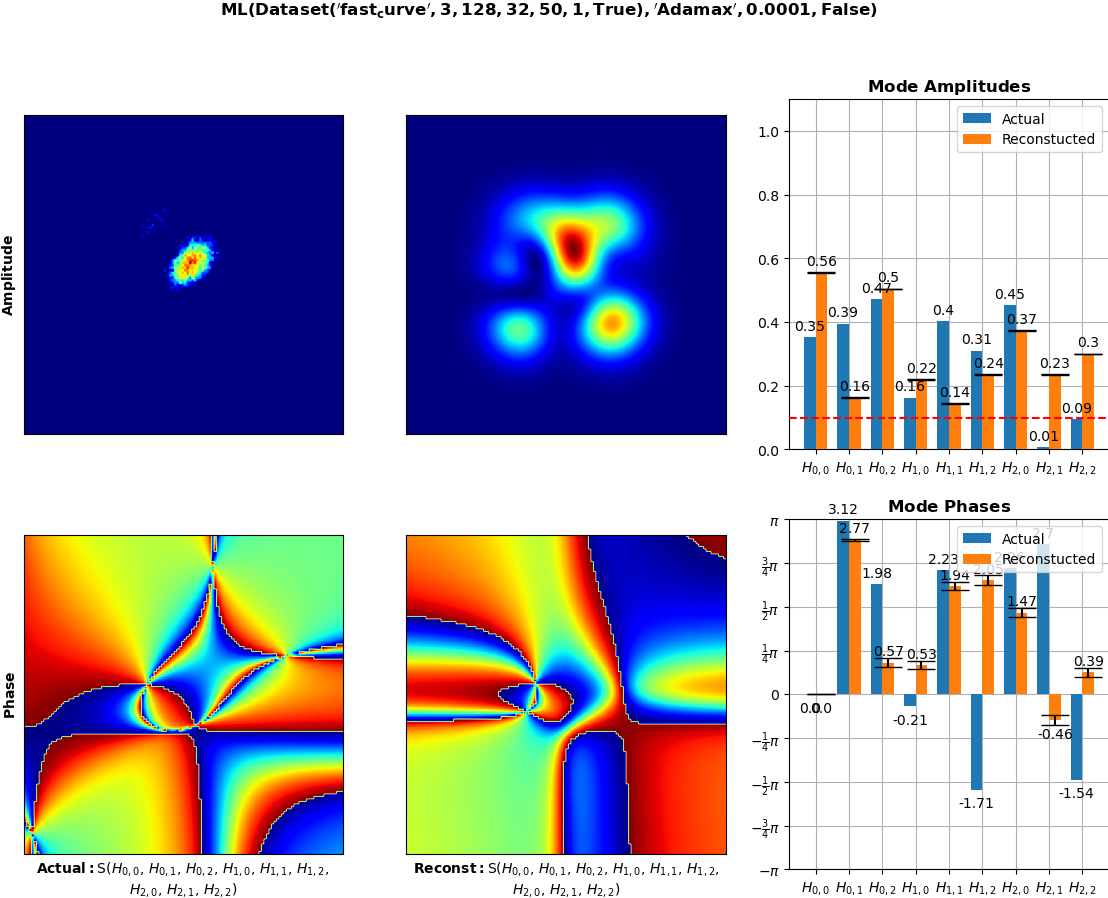 ML(Dataset('fast_curve', 3, 128, 32, 50, 1, True), 'Adamax', 0.0001, False)
Amplitude
Mode Amplitudes
Actual
Reconstucted
1.0
0.8
0.6
0.4
0.2
0.0
0.35 0.56 0.39 0.16 0.47 0.5 0.16 0.22 0.4 0.14 0.31 0.24 0.45 0.37 0.01 0.23 0.09 0.3
H0,0 H0,1 H0,2 H1,0 H1,1 H1,2 H2,0 H2,1 H2,2
Phase
Actual: S(H0,0, H0,1, H0,2, H1,0, H1,1, H1,2,
H2,0, H2,1, H2,2)
Reconst: S(H0,0, H0,1, H0,2, H1,0, H1,1, H1,2,
H2,0, H2,1, H2,2)
Mode Phases
Actual
Reconstucted
π
3/4π
1/2π
1/4π
0
−1/4π
−1/2π
−3/4π
−π
0.0 0.0 3.12 2.77 1.98 0.57 -0.21 0.53 2.23 1.94 -1.71 2.05 1.47 -0.46 -1.54 0.39
H0,0 H0,1 H0,2 H1,0 H1,1 H1,2 H2,0 H2,1 H2,2